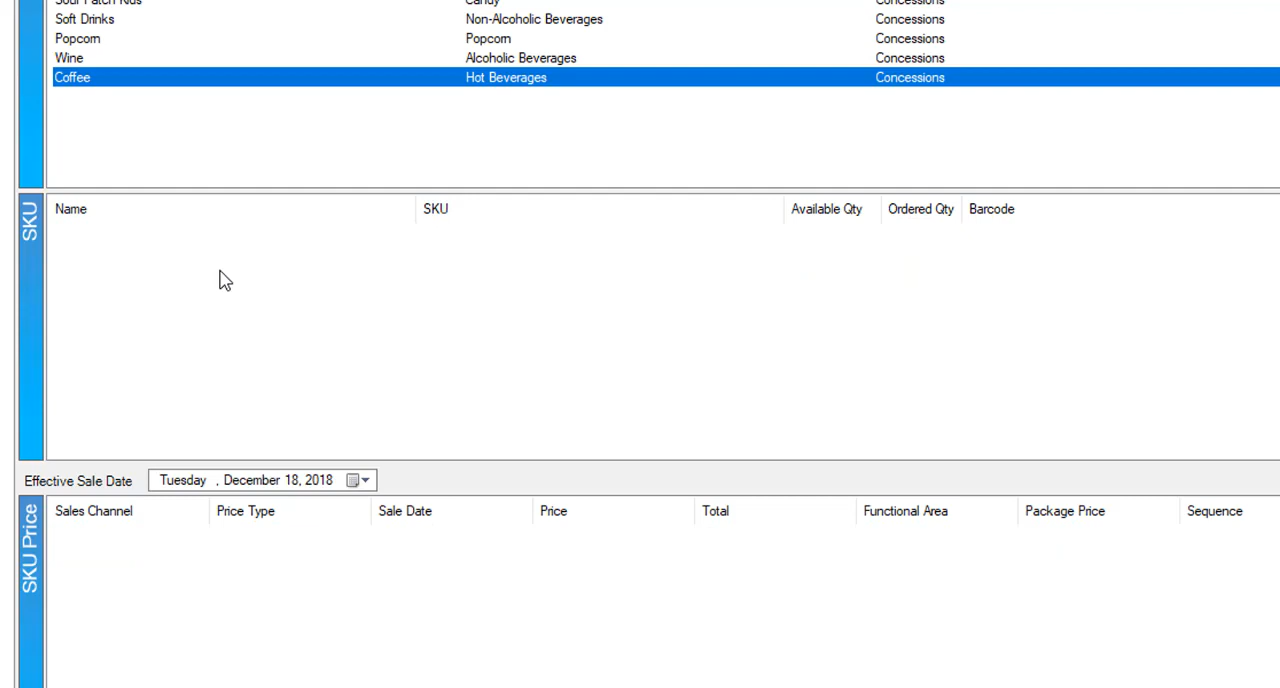 Sour Patch Kids Candy Concessions
Soft Drinks Non-Alcoholic Beverages Concessions
Popcorn Popcorn Concessions
Wine Alcoholic Beverages Concessions
Coffee Hot Beverages Concessions
SKU
Name SKU Available Qty Ordered Qty Barcode
Effective Sale Date Tuesday , December 18, 2018
SKU Price
Sales Channel Price Type Sale Date Price Total Functional Area Package Price Sequence